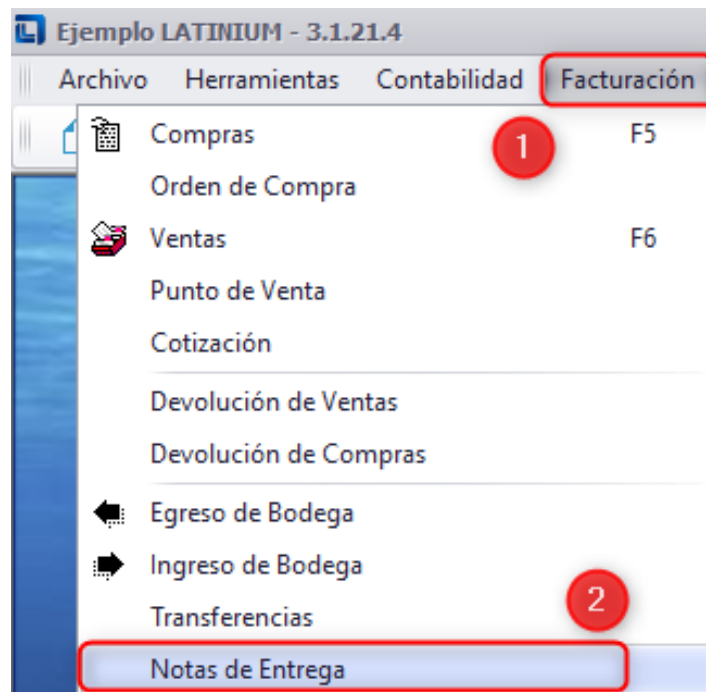 Ejemplo LATINIUM - 3.1.21.4
Archivo Herramientas Contabilidad Facturación
Compras F5
1
Orden de Compra
Ventas F6
Punto de Venta
Cotización
Devolución de Ventas
Devolución de Compras
Egreso de Bodega
Ingreso de Bodega
Transferencias
2
Notas de Entrega